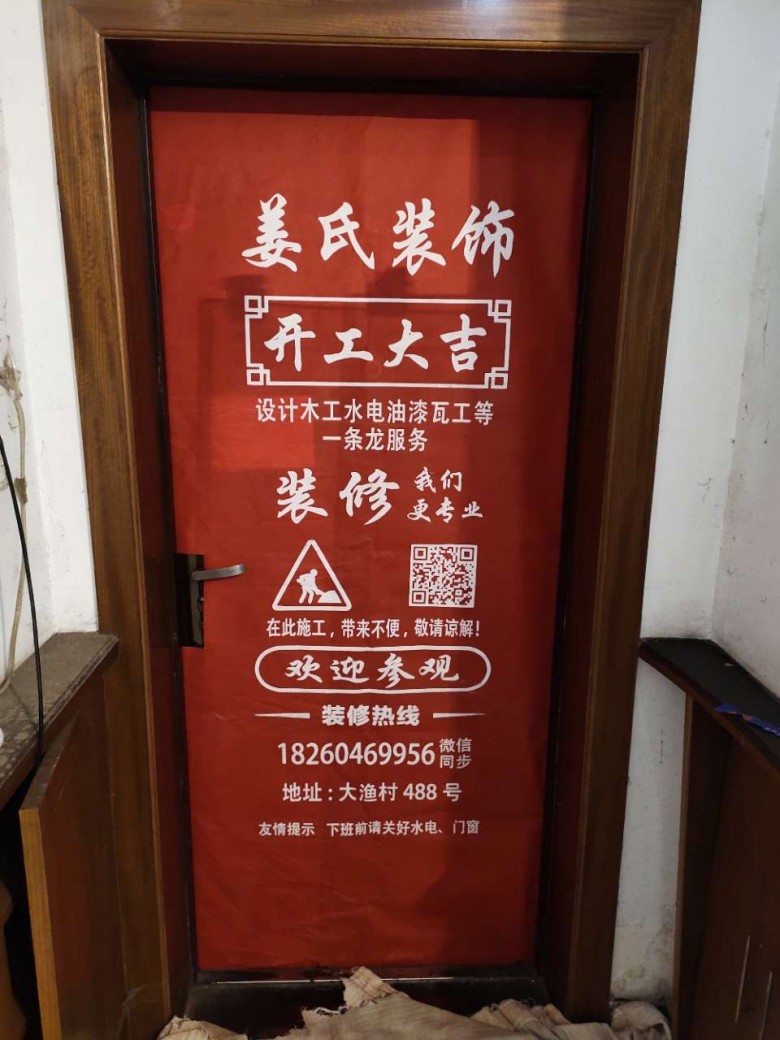 姜氏装饰
开工大吉
设计木工水电油漆瓦工等
一条龙服务
装修 我们
更专业
在此施工，带来不便，敬请谅解！
欢迎参观
装修热线
18260469956 微信
同步
地址：大渔村 488 号
友情提示 下班前请关好水电、门窗